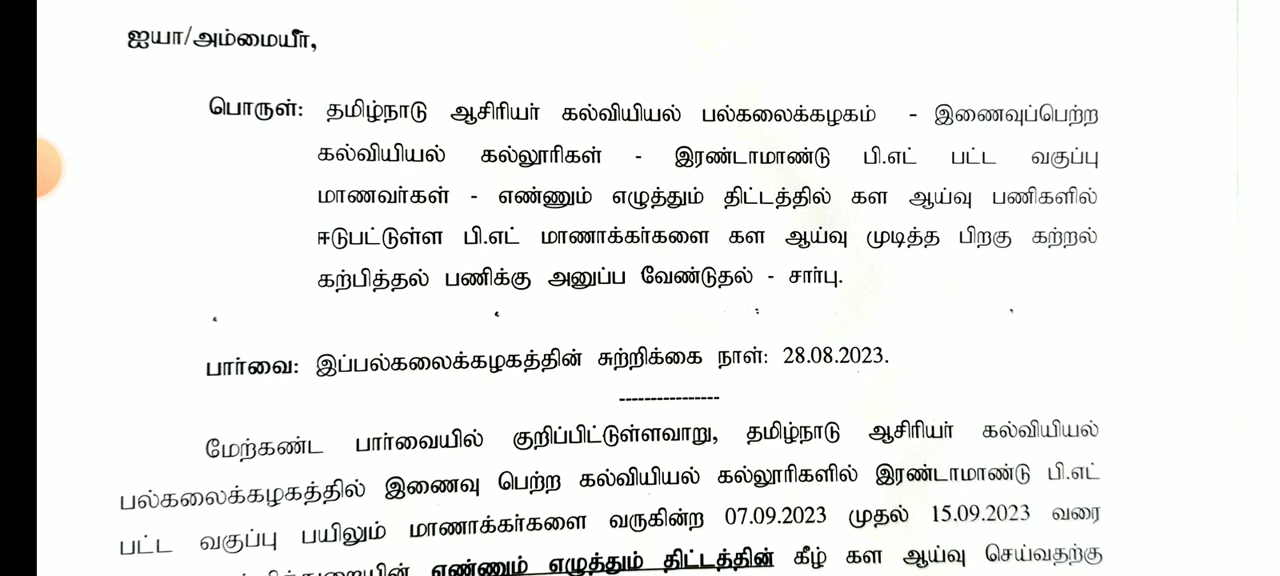 ஐயா/அம்மையீர்,
பொருள்: தமிழ்நாடு ஆசிரியர் கல்வியியல் பல்கலைக்கழகம் - இணைவுப்பெற்ற
கல்வியியல் கல்லூரிகள் - இரண்டாமாண்டு பி.எட் பட்ட வகுப்பு
மாணவர்கள் - எண்ணும் எழுத்தும் திட்டத்தில் கள ஆய்வு பணிகளில்
ஈடுபட்டுள்ள பி.எட் மாணாக்கர்களை கள ஆய்வு முடித்த பிறகு கற்றல்
கற்பித்தல் பணிக்கு அனுப்ப வேண்டுதல் - சார்பு.
பார்வை: இப்பல்கலைக்கழகத்தின் சுற்றிக்கை நாள்: 28.08.2023.
----------------
மேற்கண்ட பார்வையில் குறிப்பிட்டுள்ளவாறு, தமிழ்நாடு ஆசிரியர் கல்வியியல்
பல்கலைக்கழகத்தில் இணைவு பெற்ற கல்வியியல் கல்லூரிகளில் இரண்டாமாண்டு பி.எட்
பட்ட வகுப்பு பயிலும் மாணாக்கர்களை வருகின்ற 07.09.2023 முதல் 15.09.2023 வரை
எண்ணும் எழுத்தும் திட்டத்தின் கீழ் கள ஆய்வு செய்வதற்கு